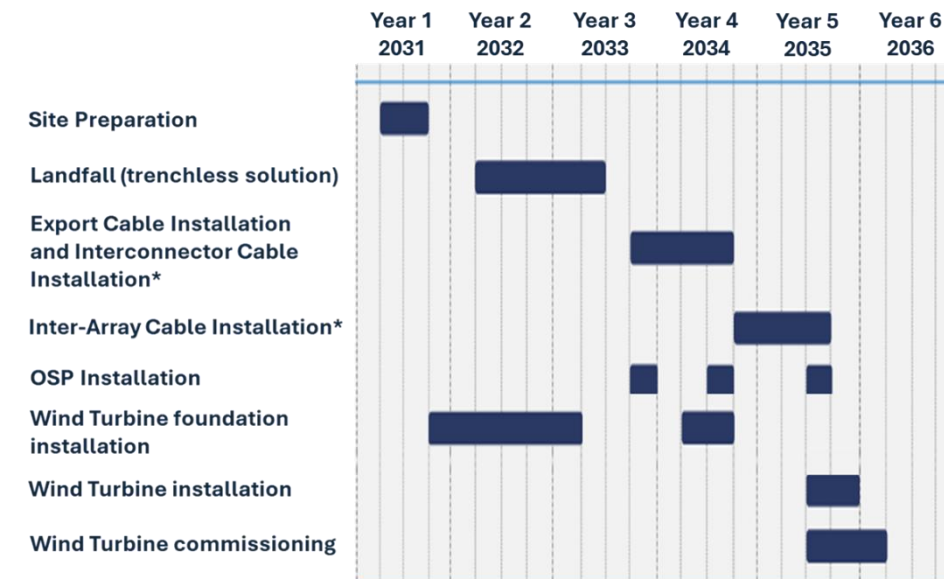 Year 1 Year 2 Year 3 Year 4 Year 5 Year 6
2031 2032 2033 2034 2035 2036
Site Preparation
Landfall (trenchless solution)
Export Cable Installation
and Interconnector Cable
Installation*
Inter-Array Cable Installation*
OSP Installation
Wind Turbine foundation
installation
Wind Turbine installation
Wind Turbine commissioning